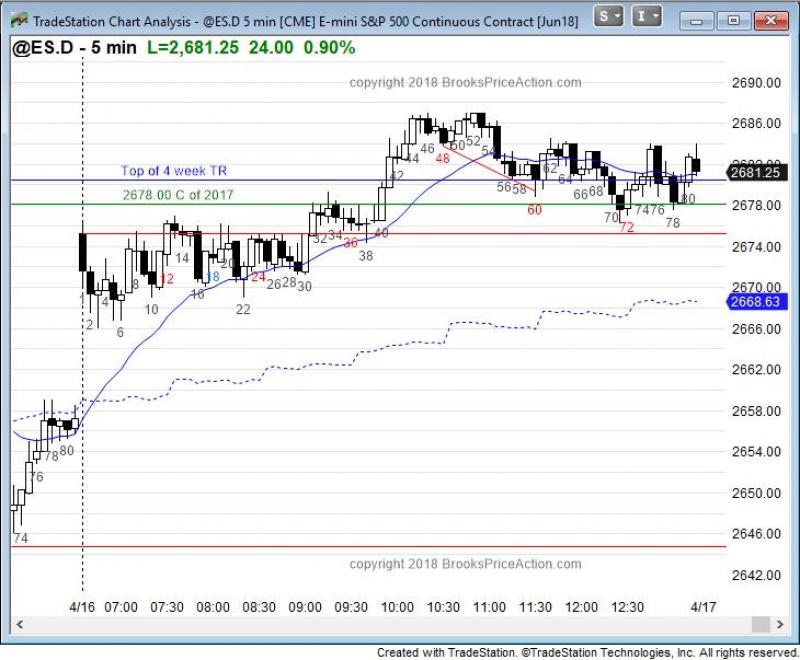 TradeStation Chart Analysis - @ES.D 5 min [CME] E-mini S&P 500 Continuous Contract [Jun18]
S I
@ES.D - 5 min L=2,681.25 24.00 0.90%
copyright 2018 BrooksPriceAction.com
2690.00
2686.00
2681.25
2678.00
2674.00
2670.00
2668.63
2666.00
2662.00
2658.00
2654.00
2650.00
2646.00
2642.00
Top of 4 week TR
2678.00 C of 2017
42 44 46 48 50 52 54
56 58 60 62 64 66 68
70 72 74 76 78 80
32 34 36 38 40
2 4 6 8 10 12 14 16 18 20 22 24 26 28 30
74 76 78 80
copyright 2018 BrooksPriceAction.com
4/16 07:00 07:30 08:00 08:30 09:00 09:30 10:00 10:30 11:00 11:30 12:00 12:30 4/17
Created with TradeStation. ©TradeStation Technologies, Inc. All rights reserved.